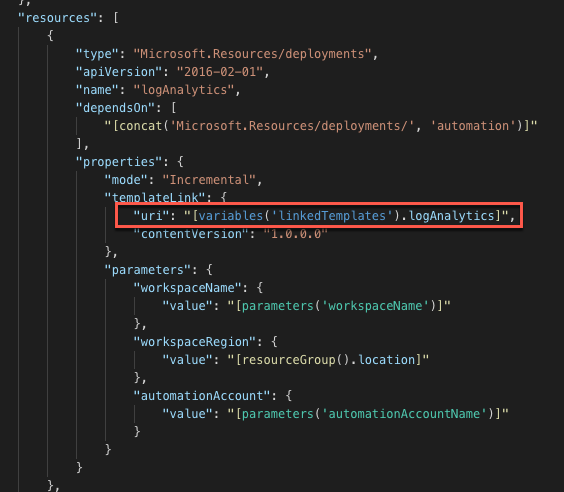 },
"resources": [
{
"type": "Microsoft.Resources/deployments",
"apiVersion": "2016-02-01",
"name": "logAnalytics",
"dependsOn": [
"[concat('Microsoft.Resources/deployments/', 'automation')]"
],
"properties": {
"mode": "Incremental",
"templateLink": {
"uri": "[variables('linkedTemplates').logAnalytics]",
"contentVersion": "1.0.0.0"
},
"parameters": {
"workspaceName": {
"value": "[parameters('workspaceName')]"
},
"workspaceRegion": {
"value": "[resourceGroup().location]"
},
"automationAccount": {
"value": "[parameters('automationAccountName')]"
}
}
}
},